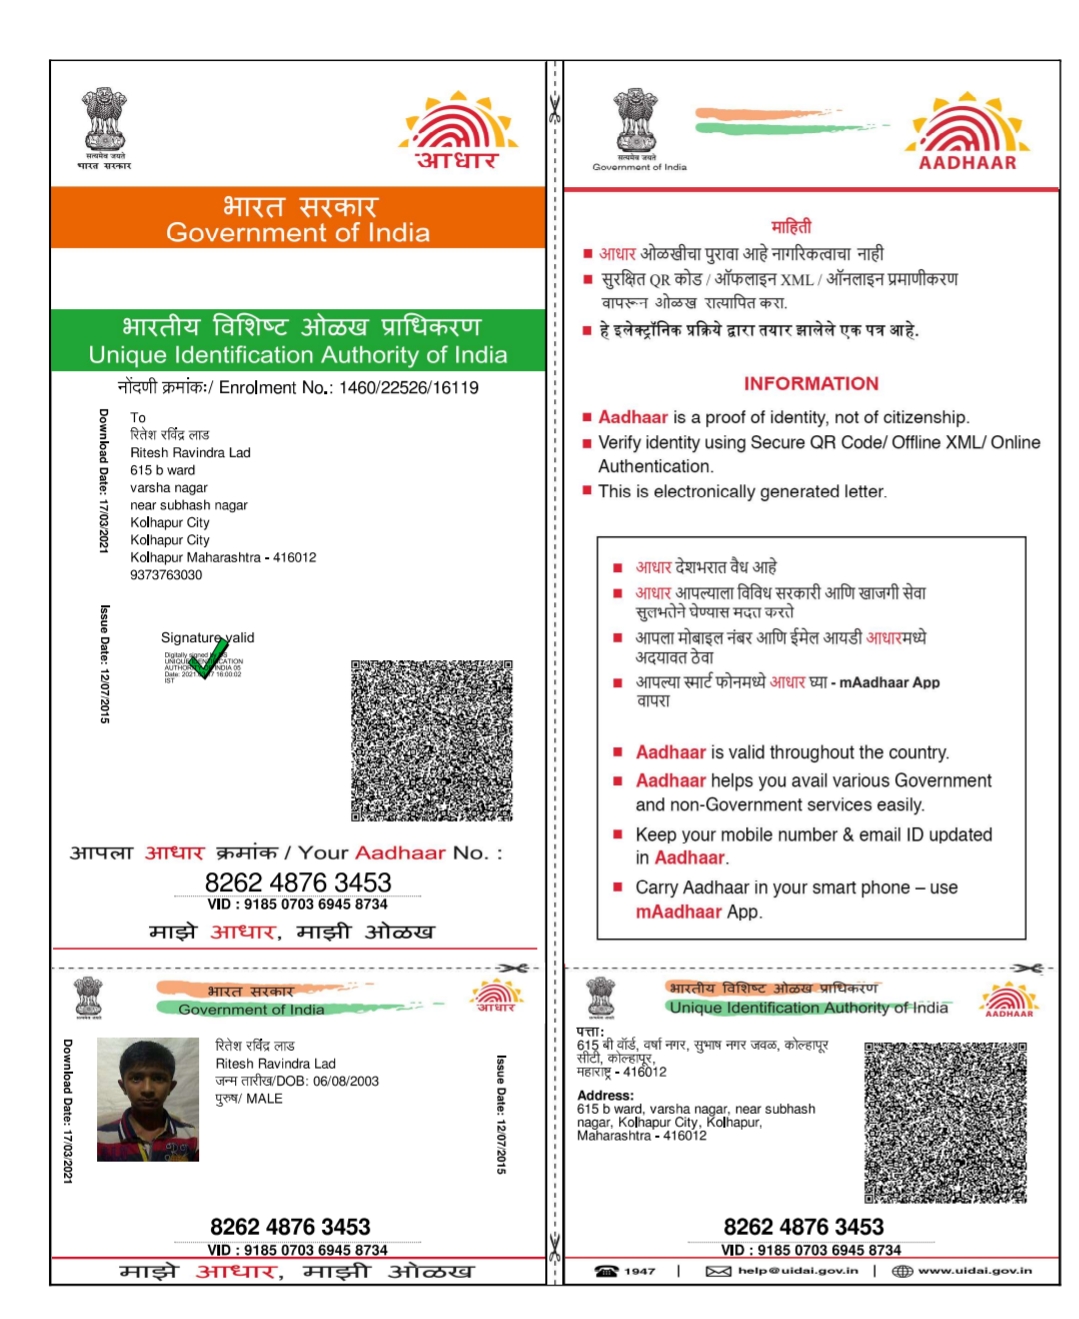 सत्यमेव जयते
भारत सरकार
आधार
भारत सरकार
Government of India
भारतीय विशिष्ट ओळख प्राधिकरण
Unique Identification Authority of India
नोंदणी क्रमांकः/ Enrolment No.: 1460/22526/16119
Download Date: 17/03/2021
To
रितेश रविंद्र लाड
Ritesh Ravindra Lad
615 b ward
varsha nagar
near subhash nagar
Kolhapur City
Kolhapur City
Kolhapur Maharashtra - 416012
9373763030
Issue Date: 12/07/2015
Signature valid
Digitally signed by DS
UNIQUE IDENTIFICATION
AUTHORITY OF INDIA 05
16:00:02
IST
आपला आधार क्रमांक / Your Aadhaar No. :
8262 4876 3453
VID : 9185 0703 6945 8734
माझे आधार, माझी ओळख
भारत सरकार
Government of India
आधार
Download Date: 17/03/2021
रितेश रविंद्र लाड
Ritesh Ravindra Lad
जन्म तारीख/DOB: 06/08/2003
पुरुष/ MALE
Issue Date: 12/07/2015
8262 4876 3453
VID : 9185 0703 6945 8734
माझे आधार, माझी ओळख
सत्यमेव जयते
Government of India
AADHAAR
माहिती
आधार ओळखीचा पुरावा आहे नागरिकत्वाचा नाही
सुरक्षित QR कोड / ऑफलाइन XML / ऑनलाइन प्रमाणीकरण
वापरून ओळख रात्यापित करा.
हे इलेक्ट्रॉनिक प्रक्रिये द्वारा तयार झालेले एक पत्र आहे.
INFORMATION
Aadhaar is a proof of identity, not of citizenship.
Verify identity using Secure QR Code/ Offline XML/ Online
Authentication.
This is electronically generated letter.
आधार देशभरात वैध आहे
आधार आपल्याला विविध सरकारी आणि खाजगी सेवा
सुलभतेने घेण्यास मदत करते
आपला मोबाइल नंबर आणि ईमेल आयडी आधारमध्ये
अदयावत ठेवा
आपल्या स्मार्ट फोनमध्ये आधार घ्या - mAadhaar App
वापरा
Aadhaar is valid throughout the country.
Aadhaar helps you avail various Government
and non-Government services easily.
Keep your mobile number & email ID updated
in Aadhaar.
Carry Aadhaar in your smart phone – use
mAadhaar App.
भारतीय विशिष्ट ओळख प्राधिकरण
Unique Identification Authority of India
AADHAAR
पत्ता:
615 बी वॉर्ड, वर्षा नगर, सुभाष नगर जवळ, कोल्हापूर
सीटी, कोल्हापूर,
महाराष्ट्र - 416012
Address:
615 b ward, varsha nagar, near subhash
nagar, Kolhapur City, Kolhapur,
Maharashtra - 416012
8262 4876 3453
VID : 9185 0703 6945 8734
1947 | help@uidai.gov.in | www.uidai.gov.in